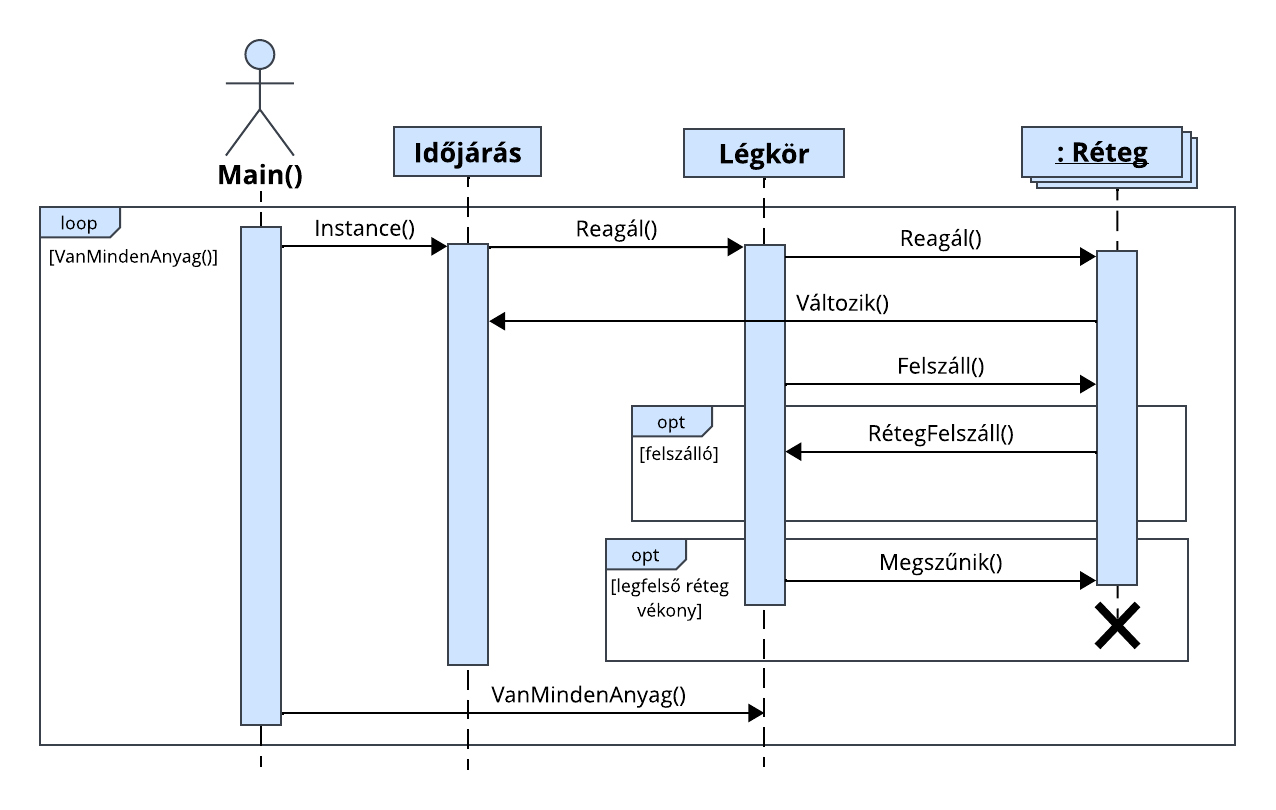 Main()
Időjárás
Légkör
: Réteg
loop
[VanMindenAnyag()]
Instance()
Reagál()
Reagál()
Változik()
Felszáll()
opt
[felszálló]
RétegFelszáll()
opt
[legfelső réteg
vékony]
Megszűnik()
VanMindenAnyag()